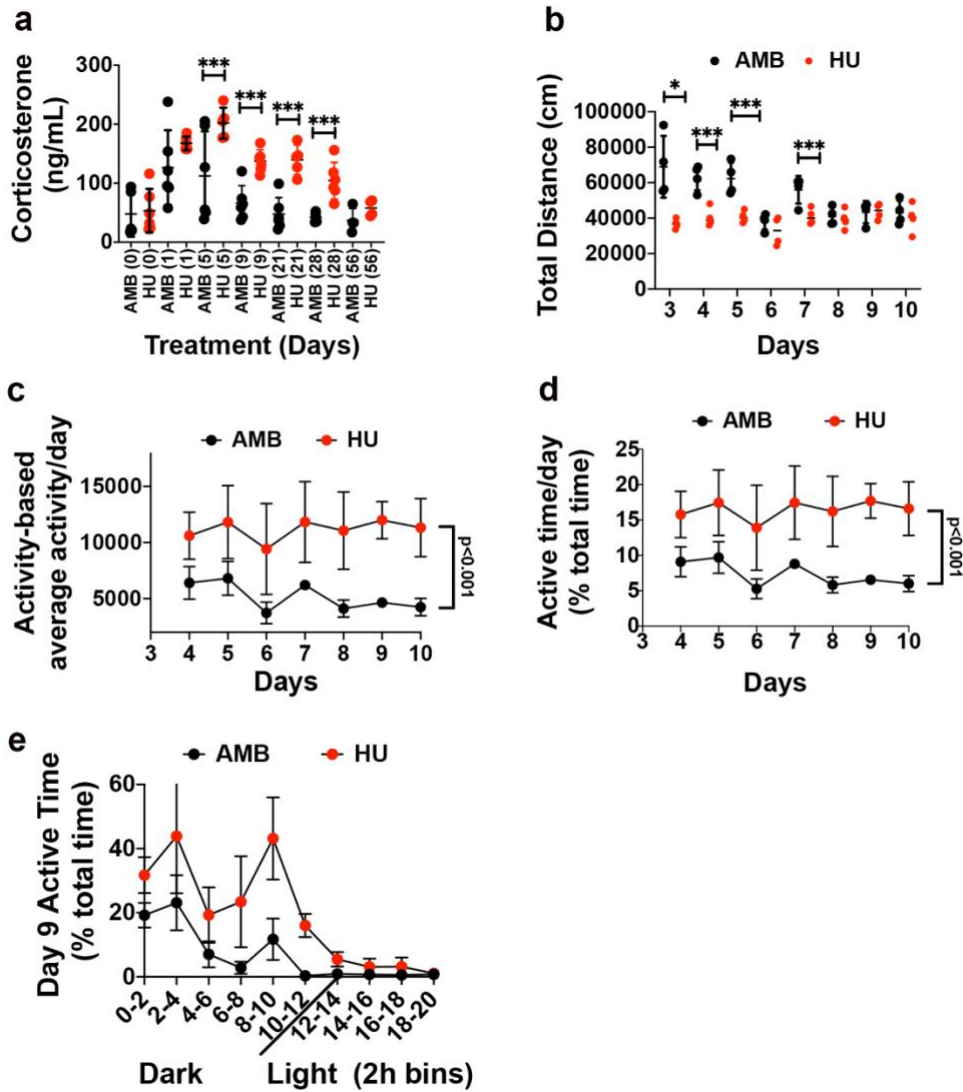 a
Corticosterone
(ng/mL)
300
200
100
0
***
***
***
***
AMB (0)
HU (0)
AMB (1)
HU (1)
AMB (5)
HU (5)
AMB (9)
HU (9)
AMB (21)
HU (21)
AMB (28)
HU (28)
AMB (56)
HU (56)
Treatment (Days)
b
AMB HU
Total Distance (cm)
100000
80000
60000
40000
20000
0
*
***
***
***
3 4 5 6 7 8 9 10
Days
c
AMB HU
Activity-based
average activity/day
15000
10000
5000
p<0.001
3 4 5 6 7 8 9 10
Days
d
AMB HU
Active time/day
(% total time)
25
20
15
10
5
0
p<0.001
3 4 5 6 7 8 9 10
Days
e
AMB HU
Day 9 Active Time
(% total time)
60
40
20
0
0-2
2-4
4-6
6-8
8-10
10-12
12-14
14-16
16-18
18-20
Dark Light (2h bins)